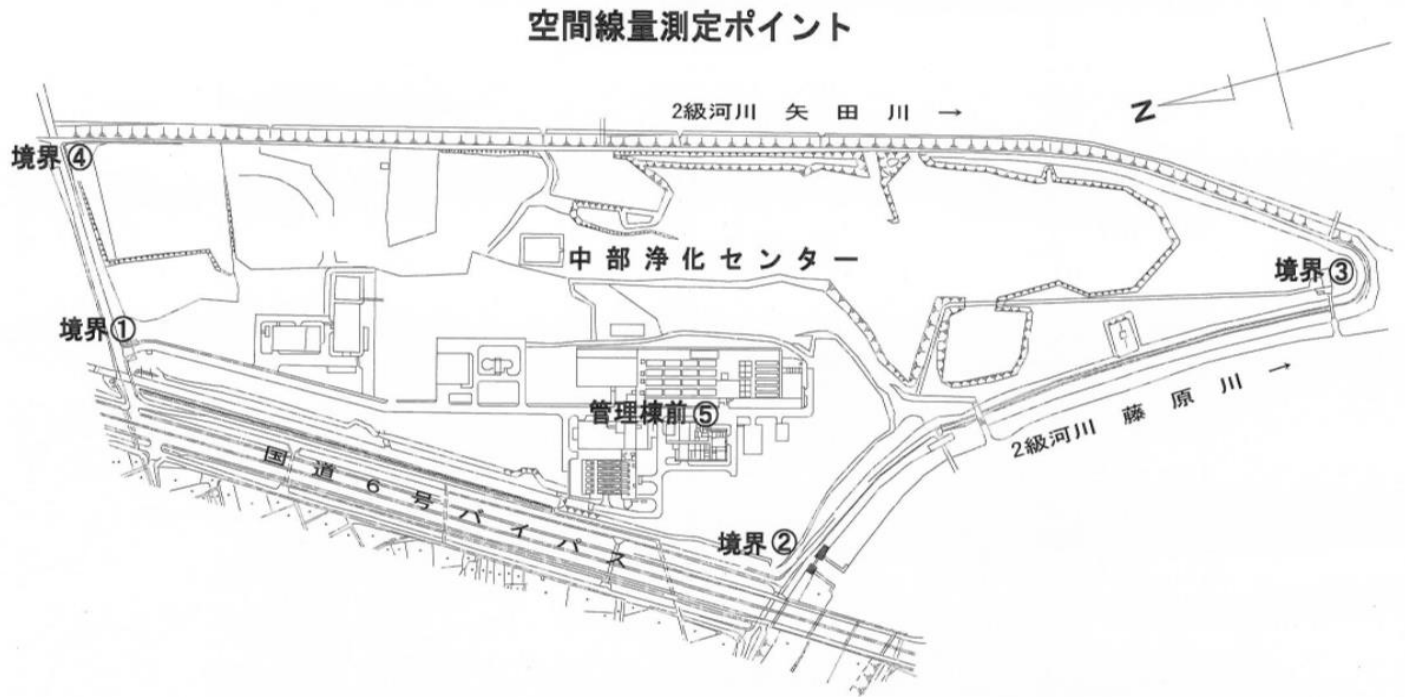 空間線量測定ポイント
2級河川 矢田川 →
N
境界④
中部浄化センター
境界③
境界①
管理棟前⑤
2級河川 藤原川 →
国道6号バイパス
境界②